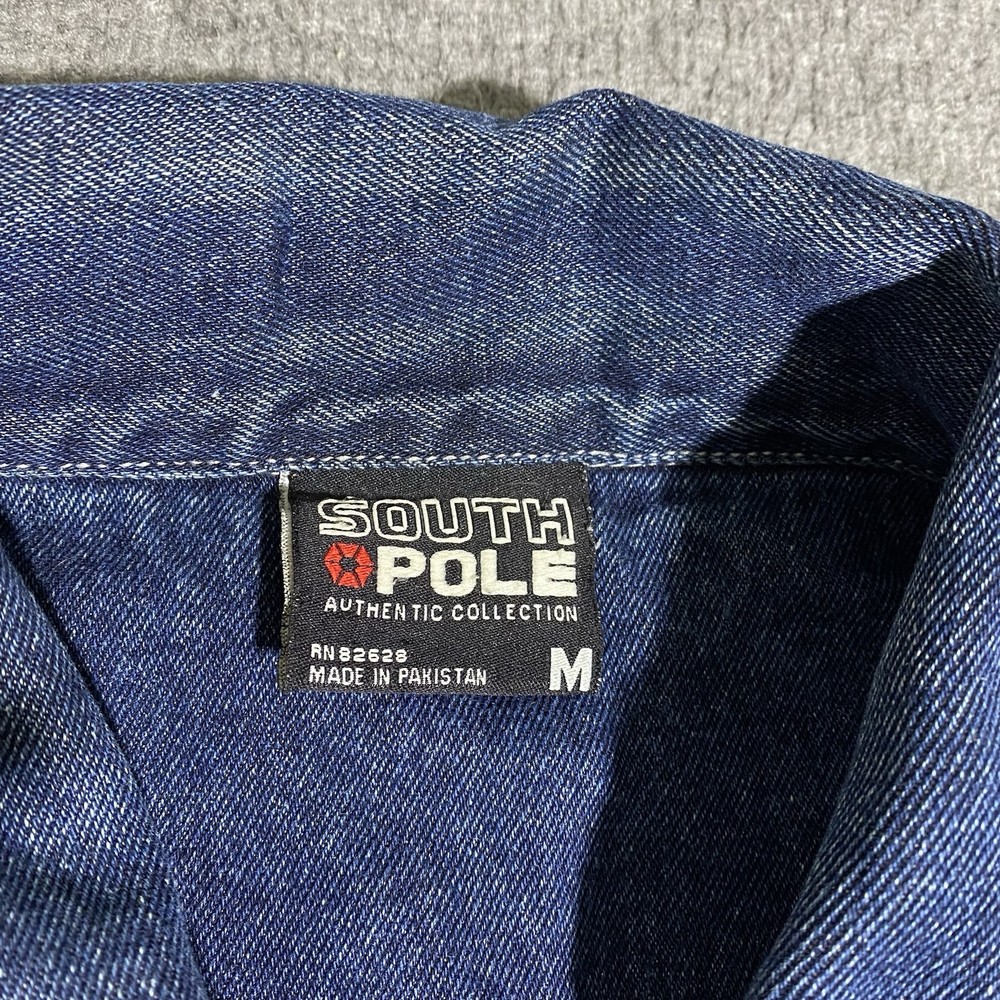 SOUTH
POLE
AUTHENTIC COLLECTION
RN 82628
MADE IN PAKISTAN
M